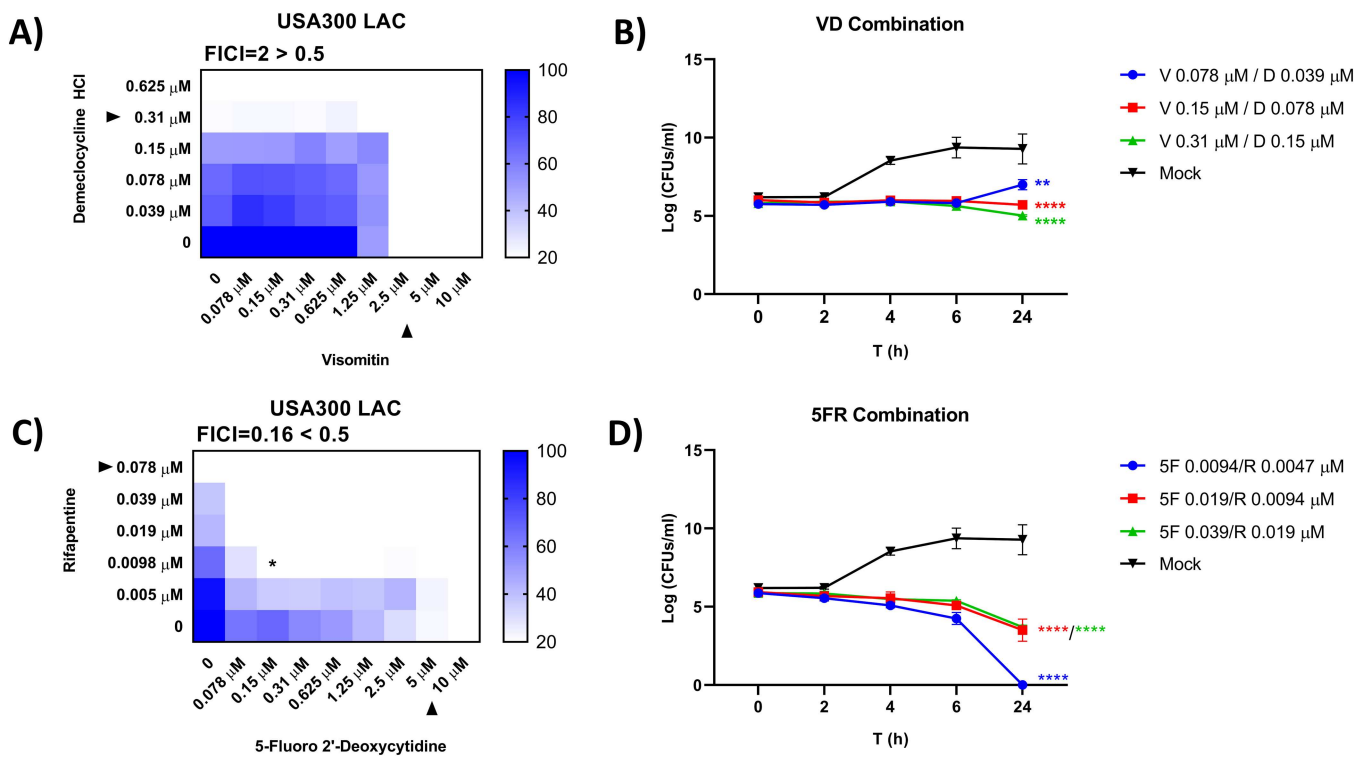 A)
USA300 LAC
FICI=2 > 0.5
Demeclocycline HCl
0.625 µM
0.31 µM
0.15 µM
0.078 µM
0.039 µM
0
0
0.078 µM
0.15 µM
0.31 µM
0.625 µM
1.25 µM
2.5 µM
5 µM
10 µM
Visomitin
100
80
60
40
20
B)
VD Combination
Log (CFUs/ml)
15
10
5
0
0 2 4 6 24
T (h)
**
****
****
V 0.078 µM / D 0.039 µM
V 0.15 µM / D 0.078 µM
V 0.31 µM / D 0.15 µM
Mock
C)
USA300 LAC
FICI=0.16 < 0.5
Rifapentine
0.078 µM
0.039 µM
0.019 µM
0.0098 µM
0.005 µM
0
*
0
0.078 µM
0.15 µM
0.31 µM
0.625 µM
1.25 µM
2.5 µM
5 µM
10 µM
5-Fluoro 2'-Deoxycytidine
100
80
60
40
20
D)
5FR Combination
Log (CFUs/ml)
15
10
5
0
0 2 4 6 24
T (h)
****/****
****
5F 0.0094/R 0.0047 µM
5F 0.019/R 0.0094 µM
5F 0.039/R 0.019 µM
Mock